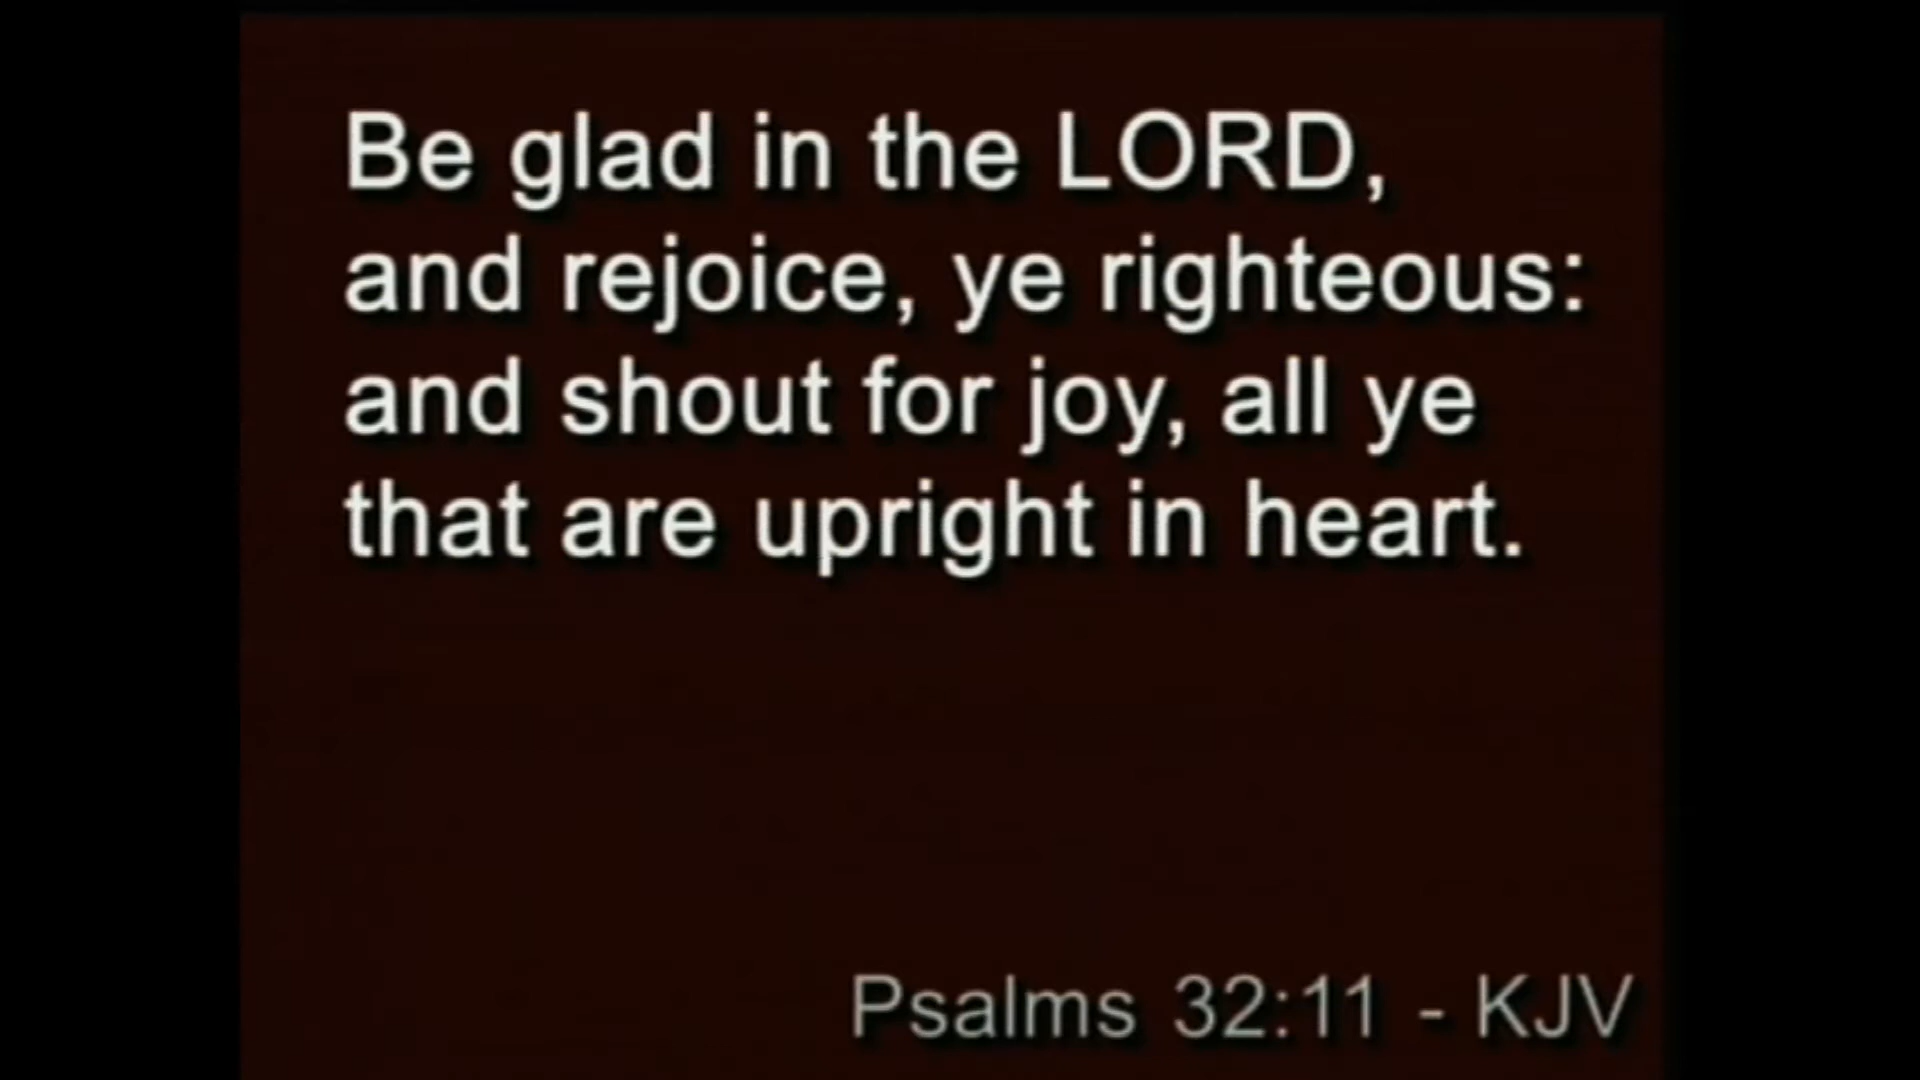 Be glad in the LORD,
and rejoice, ye righteous:
and shout for joy, all ye
that are upright in heart.
Psalms 32:11 - KJV